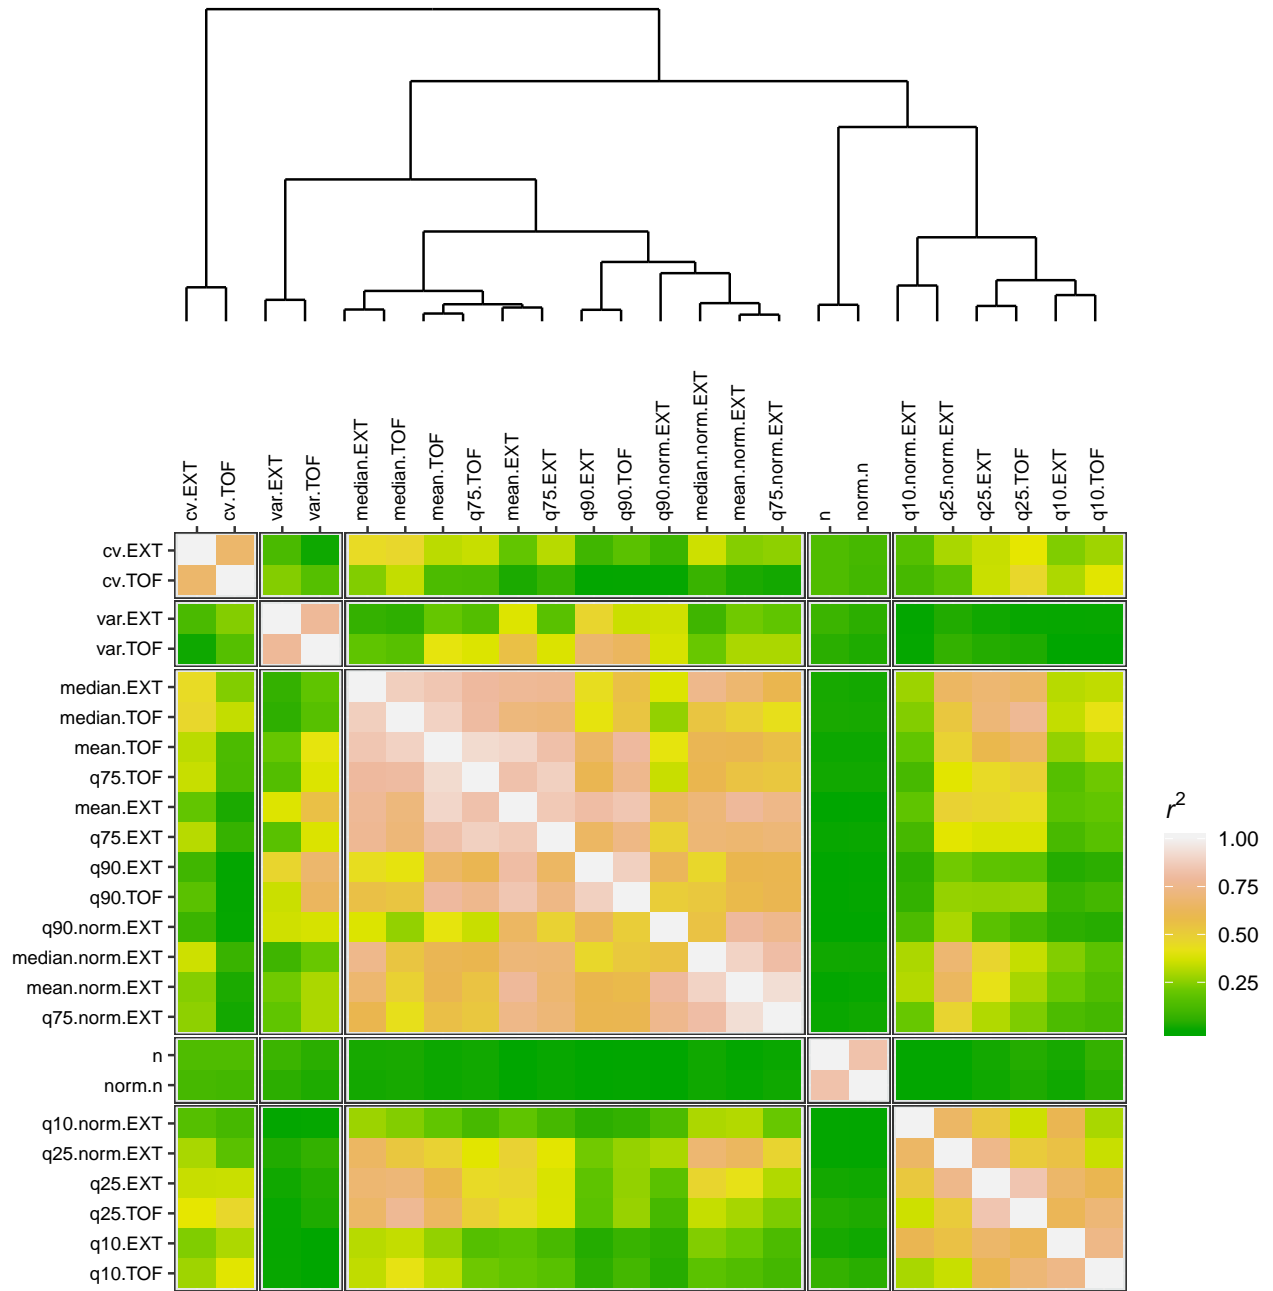 cv.EXT
cv.TOF
var.EXT
var.TOF
median.EXT
median.TOF
mean.TOF
q75.TOF
mean.EXT
q75.EXT
q90.EXT
q90.TOF
q90.norm.EXT
median.norm.EXT
mean.norm.EXT
q75.norm.EXT
n
norm.n
q10.norm.EXT
q25.norm.EXT
q25.EXT
q25.TOF
q10.EXT
q10.TOF
cv.EXT
cv.TOF
var.EXT
var.TOF
median.EXT
median.TOF
mean.TOF
q75.TOF
mean.EXT
q75.EXT
q90.EXT
q90.TOF
q90.norm.EXT
median.norm.EXT
mean.norm.EXT
q75.norm.EXT
n
norm.n
q10.norm.EXT
q25.norm.EXT
q25.EXT
q25.TOF
q10.EXT
q10.TOF
r²
1.00
0.75
0.50
0.25